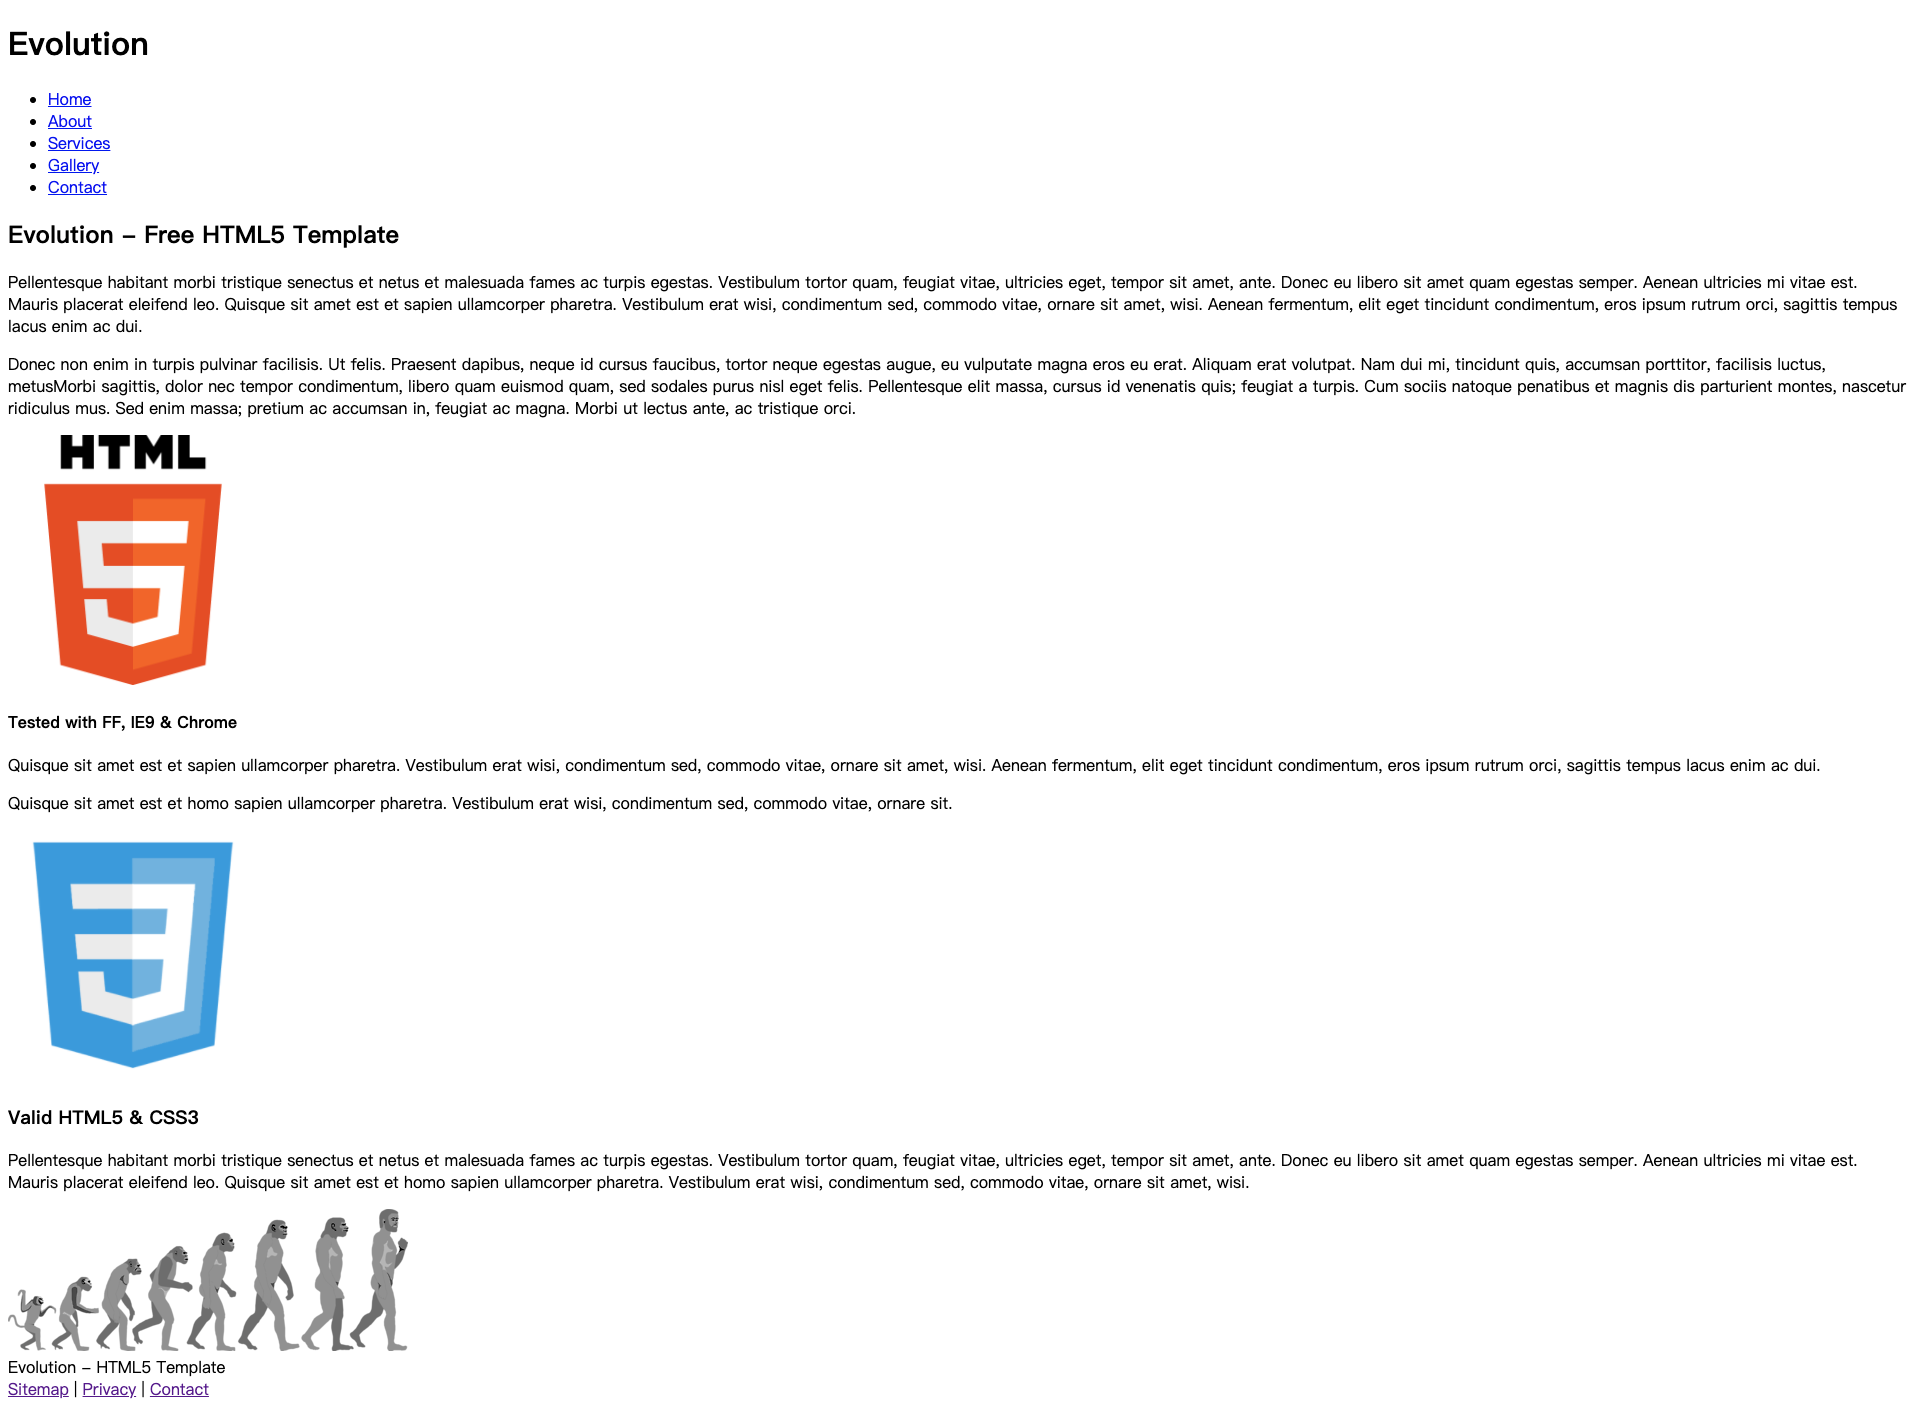 Evolution
Home
About
Services
Gallery
Contact
Evolution – Free HTML5 Template
Pellentesque habitant morbi tristique senectus et netus et malesuada fames ac turpis egestas. Vestibulum tortor quam, feugiat vitae, ultricies eget, tempor sit amet, ante. Donec eu libero sit amet quam egestas semper. Aenean ultricies mi vitae est.
Mauris placerat eleifend leo. Quisque sit amet est et sapien ullamcorper pharetra. Vestibulum erat wisi, condimentum sed, commodo vitae, ornare sit amet, wisi. Aenean fermentum, elit eget tincidunt condimentum, eros ipsum rutrum orci, sagittis tempus
lacus enim ac dui.
Donec non enim in turpis pulvinar facilisis. Ut felis. Praesent dapibus, neque id cursus faucibus, tortor neque egestas augue, eu vulputate magna eros eu erat. Aliquam erat volutpat. Nam dui mi, tincidunt quis, accumsan porttitor, facilisis luctus,
metusMorbi sagittis, dolor nec tempor condimentum, libero quam euismod quam, sed sodales purus nisl eget felis. Pellentesque elit massa, cursus id venenatis quis; feugiat a turpis. Cum sociis natoque penatibus et magnis dis parturient montes, nascetur
ridiculus mus. Sed enim massa; pretium ac accumsan in, feugiat ac magna. Morbi ut lectus ante, ac tristique orci.
HTML
5
Tested with FF, IE9 & Chrome
Quisque sit amet est et sapien ullamcorper pharetra. Vestibulum erat wisi, condimentum sed, commodo vitae, ornare sit amet, wisi. Aenean fermentum, elit eget tincidunt condimentum, eros ipsum rutrum orci, sagittis tempus lacus enim ac dui.
Quisque sit amet est et homo sapien ullamcorper pharetra. Vestibulum erat wisi, condimentum sed, commodo vitae, ornare sit.
3
Valid HTML5 & CSS3
Pellentesque habitant morbi tristique senectus et netus et malesuada fames ac turpis egestas. Vestibulum tortor quam, feugiat vitae, ultricies eget, tempor sit amet, ante. Donec eu libero sit amet quam egestas semper. Aenean ultricies mi vitae est.
Mauris placerat eleifend leo. Quisque sit amet est et homo sapien ullamcorper pharetra. Vestibulum erat wisi, condimentum sed, commodo vitae, ornare sit amet, wisi.
Evolution – HTML5 Template
Sitemap | Privacy | Contact